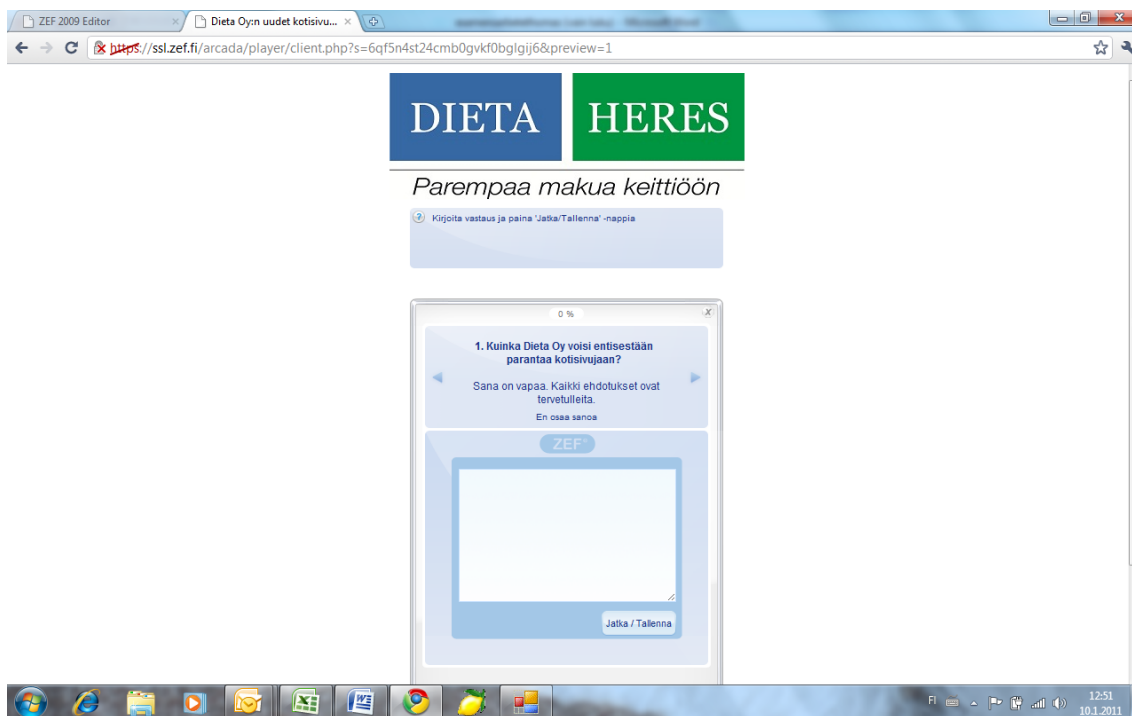 ZEF 2009 Editor
Dieta Oy:n uudet kotisivu...
https://ssl.zef.fi/arcada/player/client.php?s=6qf5n4st24cmb0gvkf0bglgij6&preview=1
DIETA HERES
Parempaa makua keittiöön
Kirjoita vastaus ja paina 'Jatka/Tallenna' -nappia
0 %
X
1. Kuinka Dieta Oy voisi entisestään
parantaa kotisivujaan?
Sana on vapaa. Kaikki ehdotukset ovat
tervetulleita.
En osaa sanoa
ZEF
Jatka / Tallenna
FI
12:51
10.1.2011